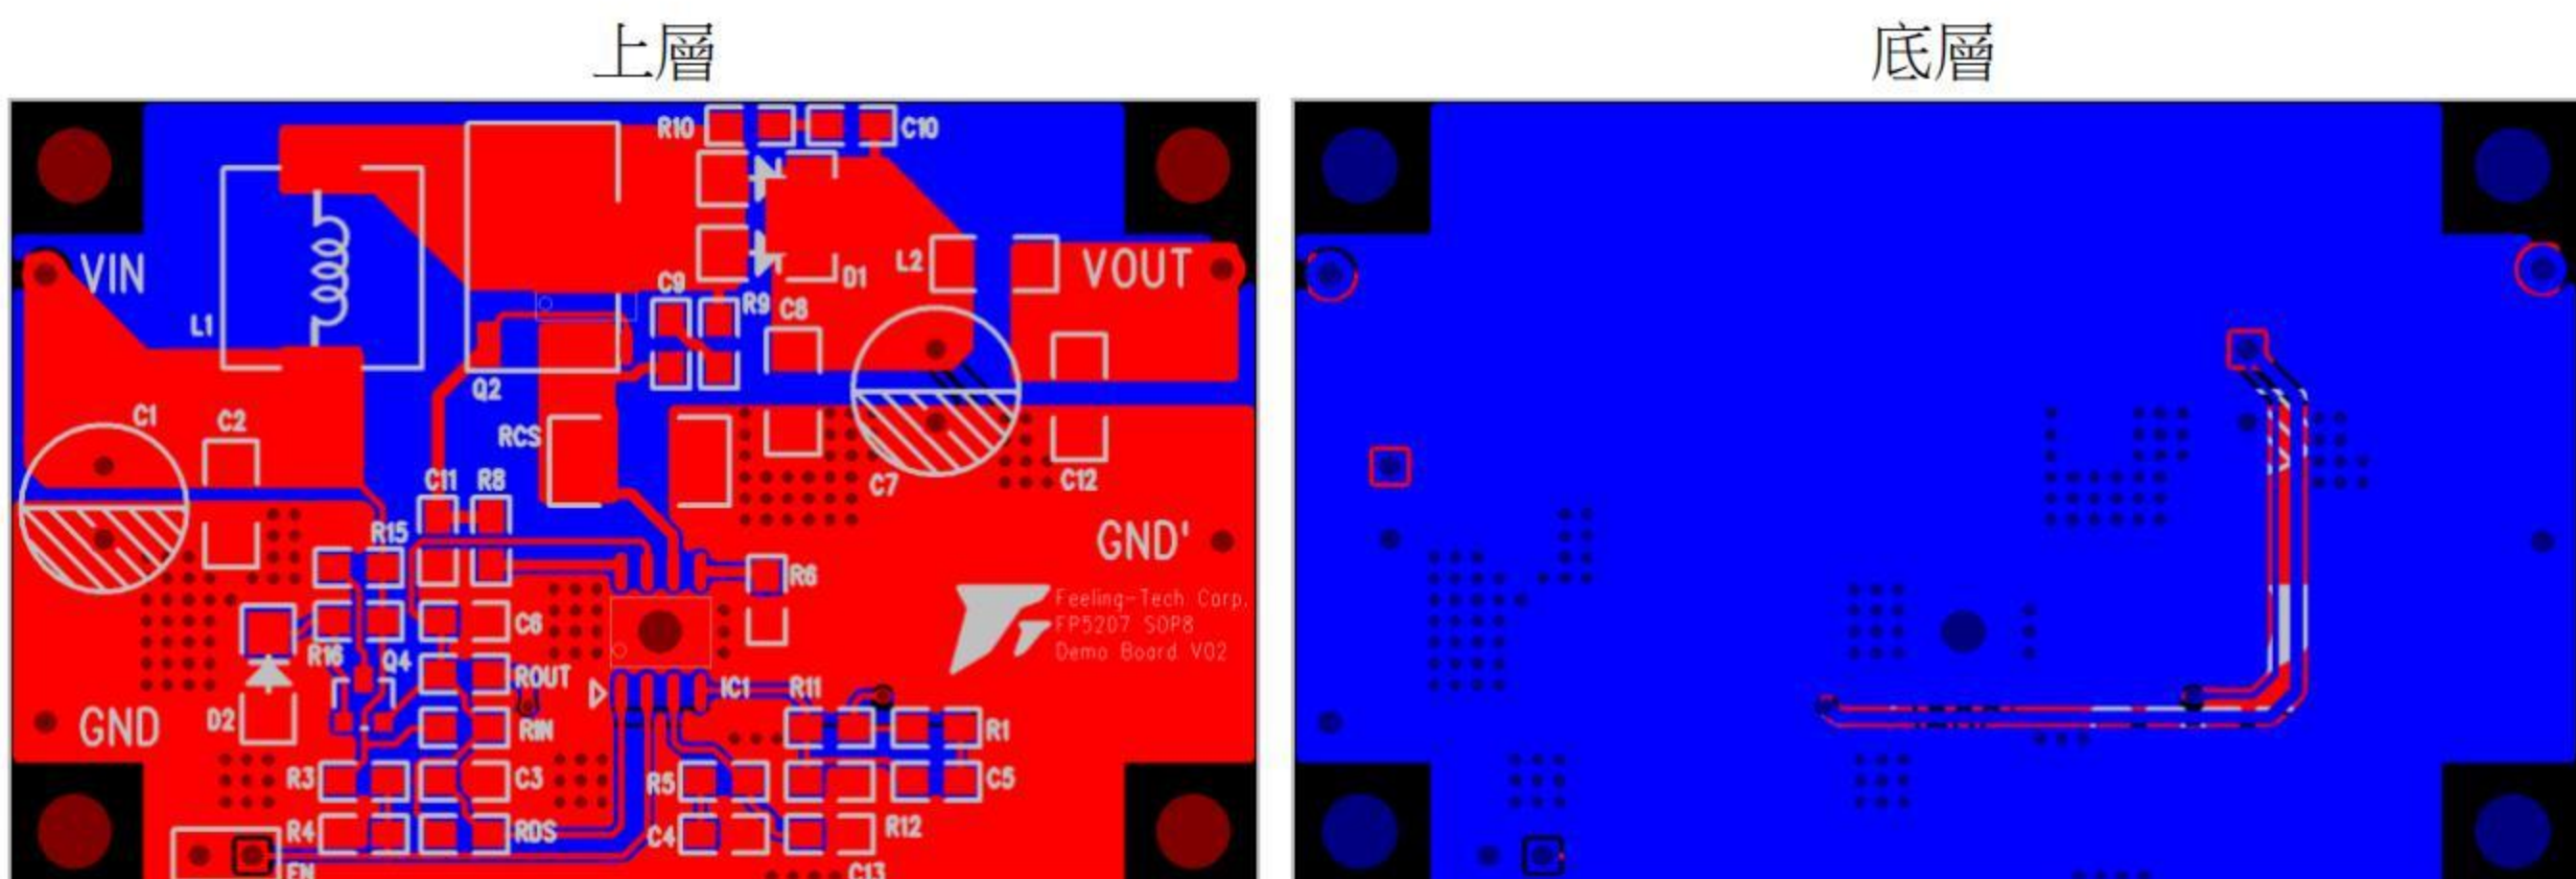 上層
底層
R10
C10
VIN
L1
C9
R9
C8
D1
L2
VOUT
Q2
C1
C2
RCS
C11
R8
C7
C12
R15
GND'
R6
C6
Feeling-Tech Corp.
FP5207 SOP8
Demo Board V02
R16
Q4
ROUT
IC1
R11
GND
D2
RIN
R1
R3
C3
R5
C5
R4
RDS
C4
R12
EN
C13